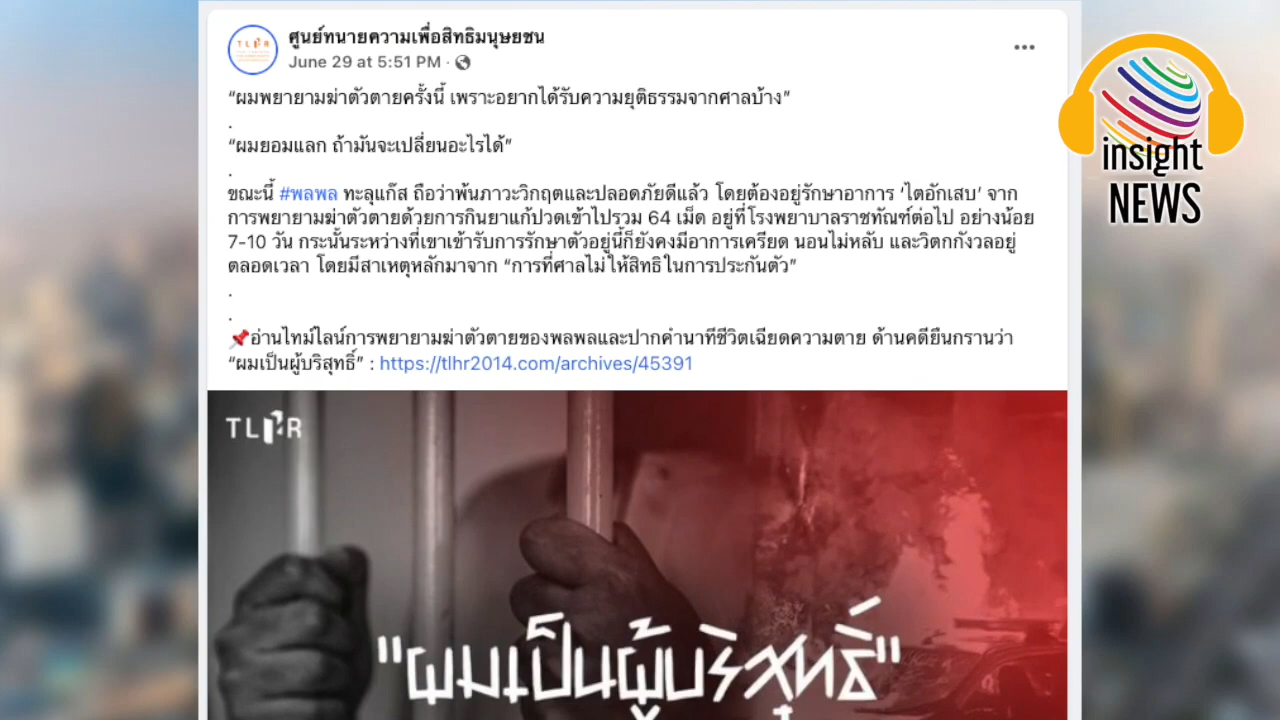 TLHR
ศูนย์ทนายความเพื่อสิทธิมนุษยชน
June 29 at 5:51 PM ·
“ผมพยายามฆ่าตัวตายครั้งนี้ เพราะอยากได้รับความยุติธรรมจากศาลบ้าง”
.
“ผมยอมแลก ถ้ามันจะเปลี่ยนอะไรได้”
.
ขณะนี้ #พลพล ทะลุแก๊ส ถือว่าพ้นภาวะวิกฤตและปลอดภัยดีแล้ว โดยต้องอยู่รักษาอาการ ‘ไตอักเสบ’ จาก
การพยายามฆ่าตัวตายด้วยการกินยาแก้ปวดเข้าไปรวม 64 เม็ด อยู่ที่โรงพยาบาลราชทัณฑ์ต่อไป อย่างน้อย
7-10 วัน กระนั้นระหว่างที่เขาเข้ารับการรักษาตัวอยู่นี้ก็ยังคงมีอาการเครียด นอนไม่หลับ และวิตกกังวลอยู่
ตลอดเวลา โดยมีสาเหตุหลักมาจาก “การที่ศาลไม่ให้สิทธิในการประกันตัว”
.
.
อ่านไทม์ไลน์การพยายามฆ่าตัวตายของพลพลและปากคำนาทีชีวิตเฉียดความตาย ด้านคดียืนกรานว่า
“ผมเป็นผู้บริสุทธิ์” : https://tlhr2014.com/archives/45391
insight
NEWS
TLHR
"ผมเป็นผู้บริสุทธิ์"